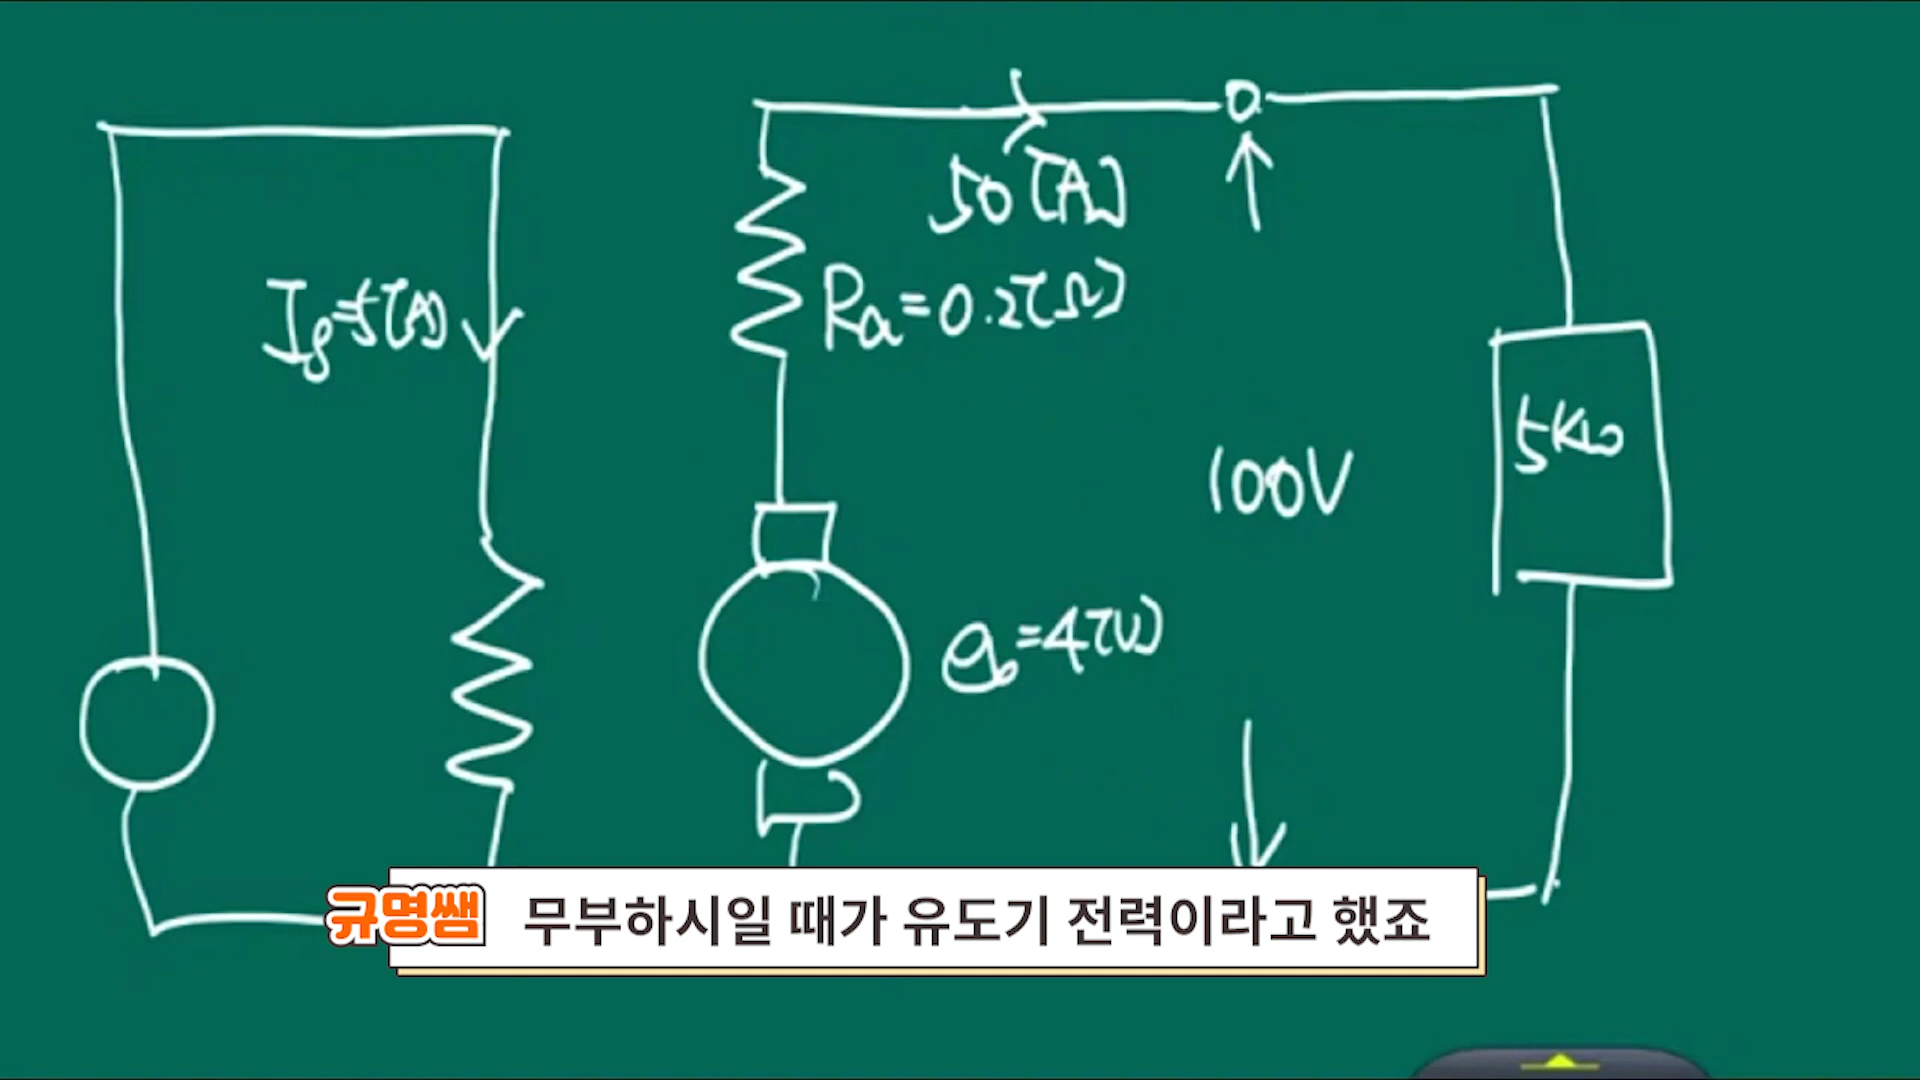 50[A]
If=5[A]
Ra=0.2[Ω]
5kw
100V
eb=4[V]
규명쌤
무부하시일 때가 유도기 전력이라고 했죠